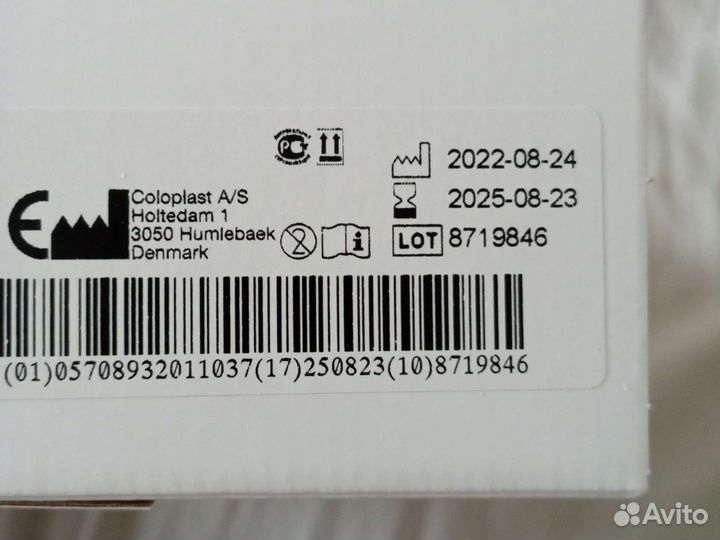 2022-08-24
2025-08-23
LOT 8719846
Coloplast A/S
Holtedam 1
3050 Humlebaek
Denmark
(01)05708932011037(17)250823(10)8719846
Avito